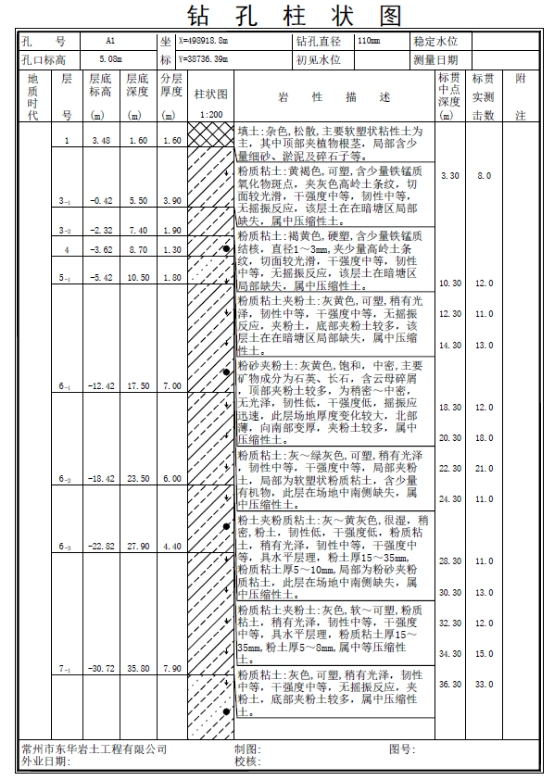 钻孔柱状图
孔号 A1 坐标 X=498918.8m 钻孔直径 110mm 稳定水位
孔口标高 5.08m Y=38736.39m 初见水位 测量日期
地质时代 层号 层底标高(m) 层底深度(m) 分层厚度(m) 柱状图 1:200 岩性描述 标贯中点深度(m) 标贯实测击数 附注
1 3.48 1.60 1.60
填土:杂色,松散,主要软塑状粘性土为
主，其中顶部夹植物根茎，局部含少
量细砂、淤泥及碎石子等。
3-1 -0.42 5.50 3.90
粉质粘土:黄褐色,可塑,含少量铁锰质
氧化物斑点，夹灰色高岭土条纹，切
面较光滑，干强度中等，韧性中等，
无摇振反应，该层土在在暗塘区局部
缺失，属中压缩性土。
3.30 8.0
3-2 -2.32 7.40 1.90
4 -3.62 8.70 1.30
粉质粘土:褐黄色,硬塑,含少量铁锰质
结核，直径1～3mm,夹少量高岭土条
纹，切面较光滑，干强度中等，韧性
中等，无摇振反应，该层土在暗塘区
局部缺失，属中压缩性土。
5-1 -5.42 10.50 1.80
10.30 12.0
粉质粘土夹粉土:灰黄色,可塑,稍有光
泽，韧性中等，干强度中等，无摇振
反应，夹粉土，底部夹粉土较多，该
层土在在暗塘区局部缺失，属中压缩
性土。
12.30 11.0
14.30 13.0
6-1 -12.42 17.50 7.00
粉砂夹粉土:灰黄色,饱和，中密,主要
矿物成分为石英、长石，含云母碎屑
，顶部夹粉土较多，为稍密～中密，
无光泽，韧性低，干强度低，摇振反应
迅速，此层场地厚度变化较大，北部
薄，向南部变厚，夹粉土较多，属中
压缩性土。
18.30 12.0
20.30 18.0
6-2 -18.42 23.50 6.00
粉质粘土:灰～绿灰色,可塑,稍有光泽
，韧性中等，干强度中等，局部夹粉
土，局部为软塑状粉质粘土，含少量
有机物，此层在场地中南侧缺失，属
中压缩性土。
22.30 21.0
24.30 11.0
6-3 -22.82 27.90 4.40
粉土夹粉质粘土:灰～黄灰色,很湿，稍
密,粉土，韧性低，干强度低，粉质粘
土，稍有光泽，韧性中等，干强度中
等，具水平层理，粉土厚15～35mm,
粉质粘土厚5～10mm,局部为粉砂夹粉
质粘土，此层在场地中南侧缺失，属
中压缩性土。
28.30 11.0
30.30 13.0
粉质粘土夹粉土:灰色,软～可塑,粉质
粘土，稍有光泽，韧性中等，干强度
中等，具水平层理，粉质粘土厚15～
35mm,粉土厚5～8mm,属中等压缩性
土。
32.30 12.0
34.30 15.0
7-1 -30.72 35.80 7.90
粉质粘土:灰色,可塑,稍有光泽，韧性
中等，干强度中等，无摇振反应，夹
粉土，底部夹粉土较多，属中压缩性
土。
36.30 33.0
常州市东华岩土工程有限公司 制图: 图号:
外业日期: 校核: